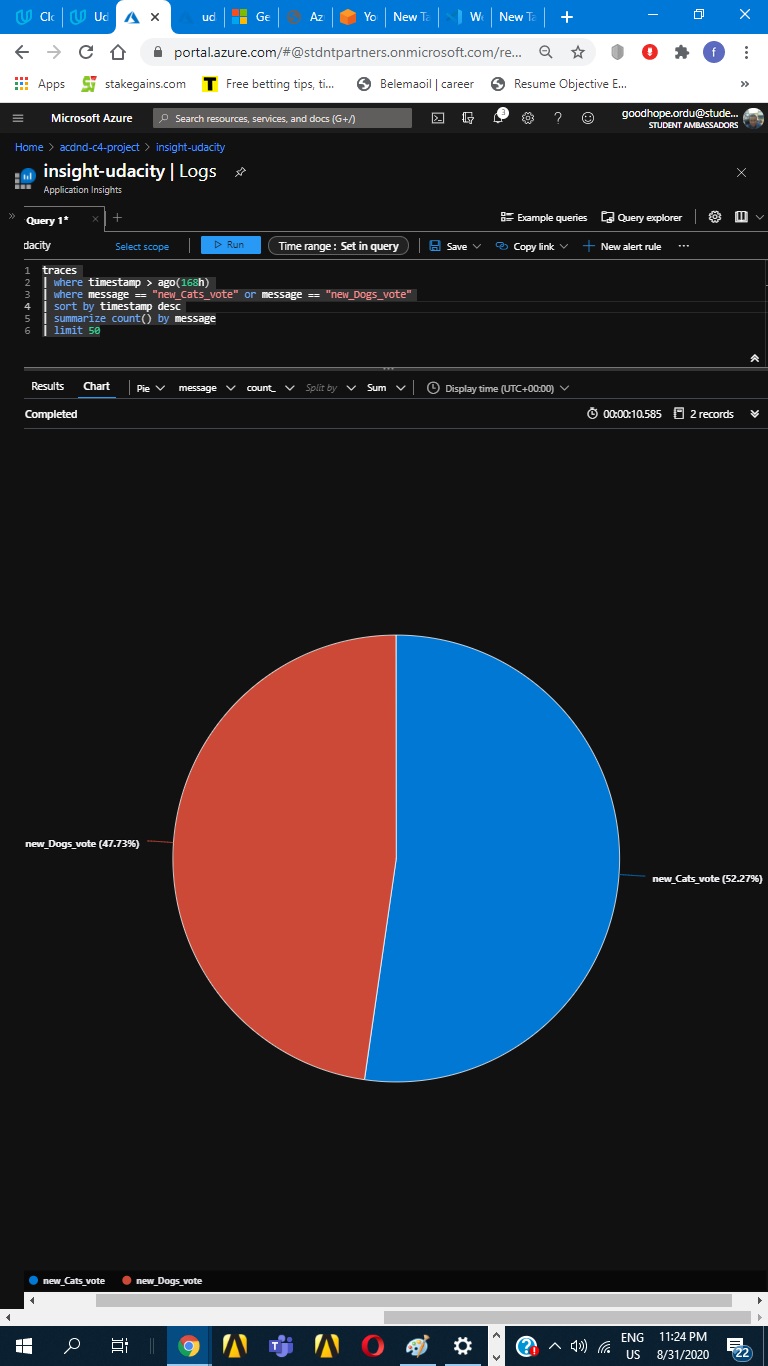 Clo
Ud
ud
Ge
Az
Yo
New Ta
We
New Ta
portal.azure.com/#@stdntpartners.onmicrosoft.com/re...
f
Apps
stakegains.com
Free betting tips, ti...
Belemaoil | career
Resume Objective E...
»
Microsoft Azure
Search resources, services, and docs (G+/)
3
goodhope.ordu@stude...
STUDENT AMBASSADORS
Home > acdnd-c4-project > insight-udacity
insight-udacity | Logs
Application Insights
Query 1*
Example queries
Query explorer
dacity
Select scope
Run
Time range : Set in query
Save
Copy link
New alert rule
...
1 traces
2 | where timestamp > ago(168h)
3 | where message == "new_Cats_vote" or message == "new_Dogs_vote"
4 | sort by timestamp desc
5 | summarize count() by message
6 | limit 50
Results
Chart
Pie
message
count_
Split by
Sum
Display time (UTC+00:00)
Completed
00:00:10.585
2 records
new_Dogs_vote (47.73%)
new_Cats_vote (52.27%)
new_Cats_vote
new_Dogs_vote
ENG
US
11:24 PM
8/31/2020
22